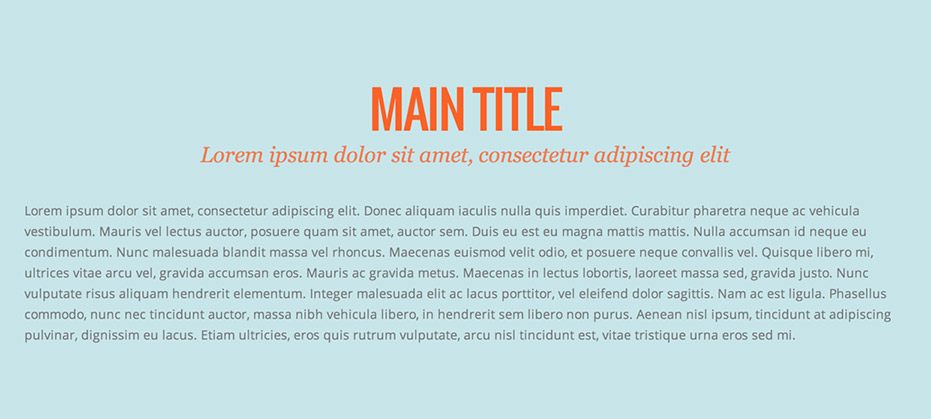 MAIN TITLE
Lorem ipsum dolor sit amet, consectetur adipiscing elit
Lorem ipsum dolor sit amet, consectetur adipiscing elit. Donec aliquam iaculis nulla quis imperdiet. Curabitur pharetra neque ac vehicula
vestibulum. Mauris vel lectus auctor, posuere quam sit amet, auctor sem. Duis eu est eu magna mattis mattis. Nulla accumsan id neque eu
condimentum. Nunc malesuada blandit massa vel rhoncus. Maecenas euismod velit odio, et posuere neque convallis vel. Quisque libero mi,
ultrices vitae arcu vel, gravida accumsan eros. Mauris ac gravida metus. Maecenas in lectus lobortis, laoreet massa sed, gravida justo. Nunc
vulputate risus aliquam hendrerit elementum. Integer malesuada elit ac lacus porttitor, vel eleifend dolor sagittis. Nam ac est ligula. Phasellus
commodo, nunc nec tincidunt auctor, massa nibh vehicula libero, in hendrerit sem libero non purus. Aenean nisl ipsum, tincidunt at adipiscing
pulvinar, dignissim eu lacus. Etiam ultricies, eros quis rutrum vulputate, arcu nisl tincidunt est, vitae tristique urna eros sed mi.